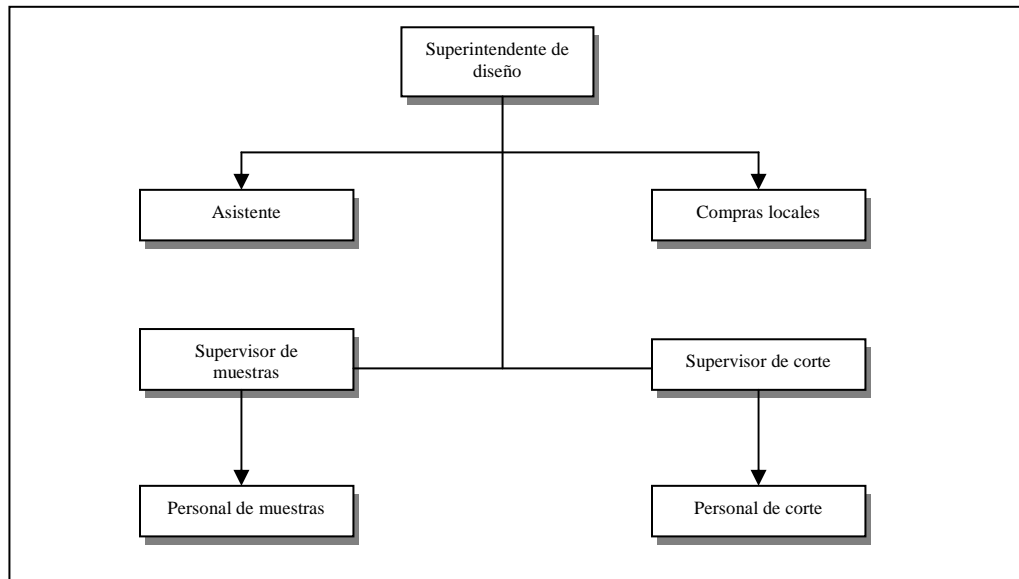 Superintendente de
diseño
Asistente
Compras locales
Supervisor de
muestras
Supervisor de corte
Personal de muestras
Personal de corte